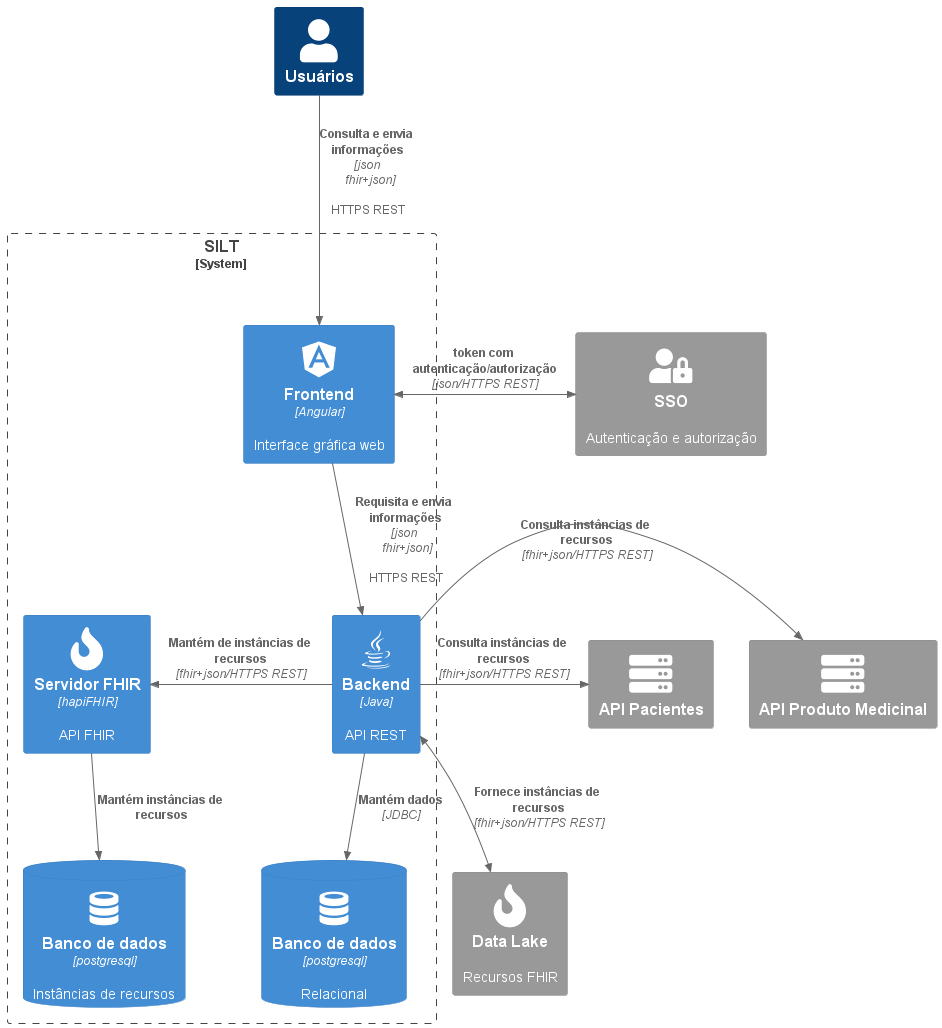 Usuários
Consulta e envia
informações
[json
fhir+json]
HTTPS REST
SILT
[System]
Frontend
[Angular]
Interface gráfica web
token com
autenticação/autorização
[json/HTTPS REST]
SSO
Autenticação e autorização
Requisita e envia
informações
[json
fhir+json]
HTTPS REST
Consulta instâncias de
recursos
[fhir+json/HTTPS REST]
Servidor FHIR
[hapiFHIR]
API FHIR
Mantém de instâncias de
recursos
[fhir+json/HTTPS REST]
Backend
[Java]
API REST
Consulta instâncias de
recursos
[fhir+json/HTTPS REST]
API Pacientes
API Produto Medicinal
Mantém instâncias de
recursos
Mantém dados
[JDBC]
Fornece instâncias de
recursos
[fhir+json/HTTPS REST]
Banco de dados
[postgresql]
Instâncias de recursos
Banco de dados
[postgresql]
Relacional
Data Lake
Recursos FHIR